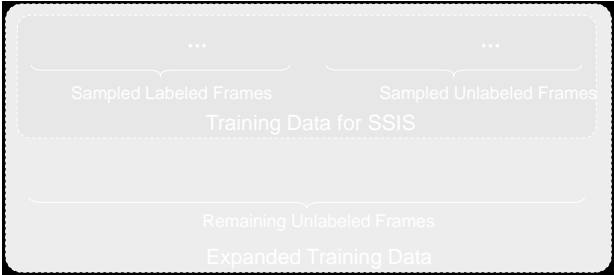 ... ...
Sampled Labeled Frames Sampled Unlabeled Frames
Training Data for SSIS
Remaining Unlabeled Frames
Expanded Training Data